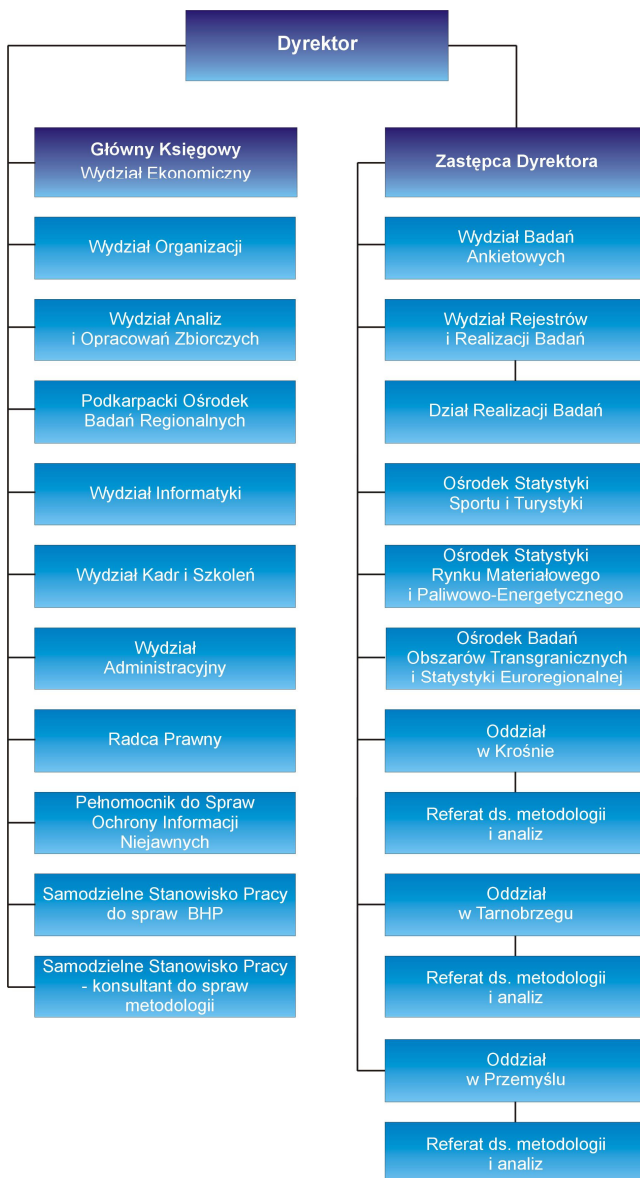 Dyrektor
Główny Księgowy
Wydział Ekonomiczny
Wydział Organizacji
Wydział Analiz
i Opracowań Zbiorczych
Podkarpacki Ośrodek
Badań Regionalnych
Wydział Informatyki
Wydział Kadr i Szkoleń
Wydział
Administracyjny
Radca Prawny
Pełnomocnik do Spraw
Ochrony Informacji
Niejawnych
Samodzielne Stanowisko Pracy
do spraw BHP
Samodzielne Stanowisko Pracy
- konsultant do spraw
metodologii
Zastępca Dyrektora
Wydział Badań
Ankietowych
Wydział Rejestrów
i Realizacji Badań
Dział Realizacji Badań
Ośrodek Statystyki
Sportu i Turystyki
Ośrodek Statystyki
Rynku Materiałowego
i Paliwowo-Energetycznego
Ośrodek Badań
Obszarów Transgranicznych
i Statystyki Euroregionalnej
Oddział
w Krośnie
Referat ds. metodologii
i analiz
Oddział
w Tarnobrzegu
Referat ds. metodologii
i analiz
Oddział
w Przemyślu
Referat ds. metodologii
i analiz